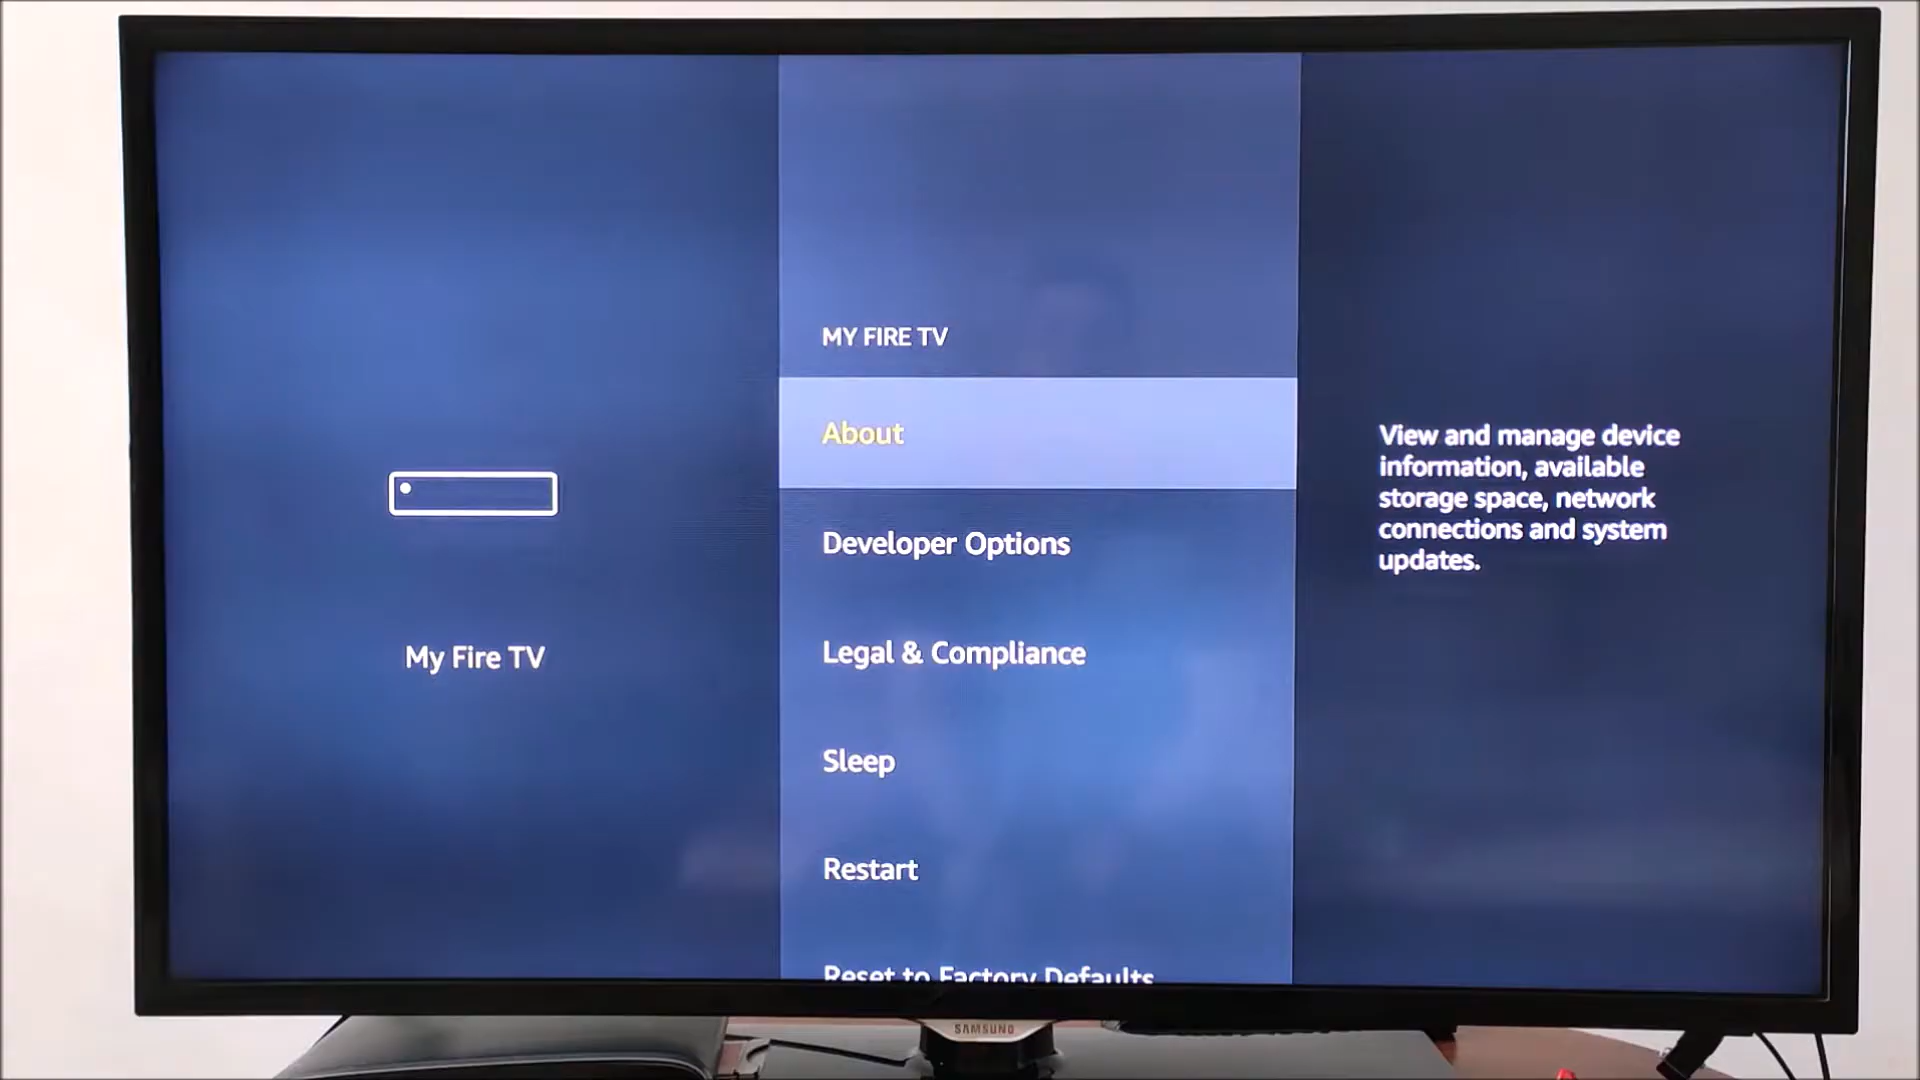 My Fire TV
MY FIRE TV
About
Developer Options
Legal & Compliance
Sleep
Restart
Reset to Factory Defaults
View and manage device
information, available
storage space, network
connections and system
updates.
SAMSUNG